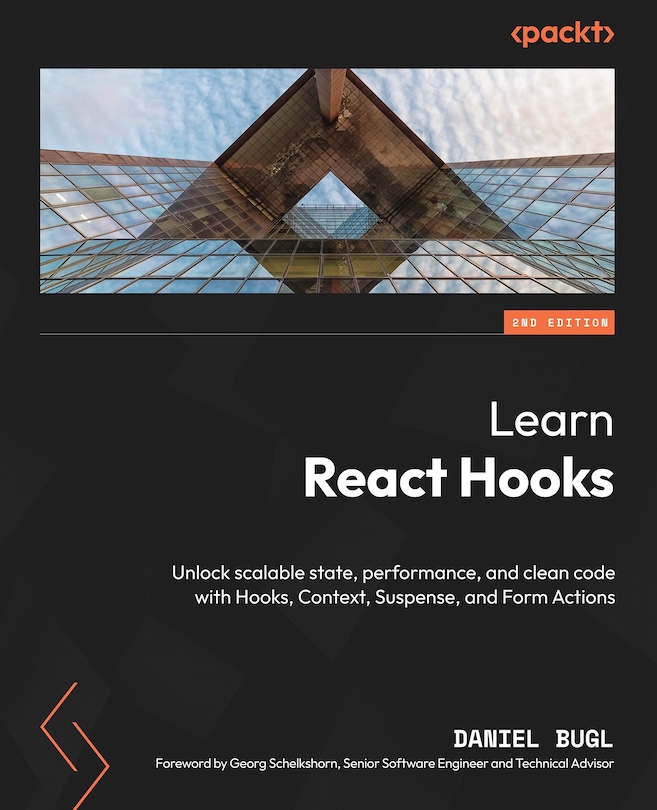 <packt>
2ND EDITION
Learn
React Hooks
Unlock scalable state, performance, and clean code
with Hooks, Context, Suspense, and Form Actions
DANIEL BUGL
Foreword by Georg Schelkshorn, Senior Software Engineer and Technical Advisor